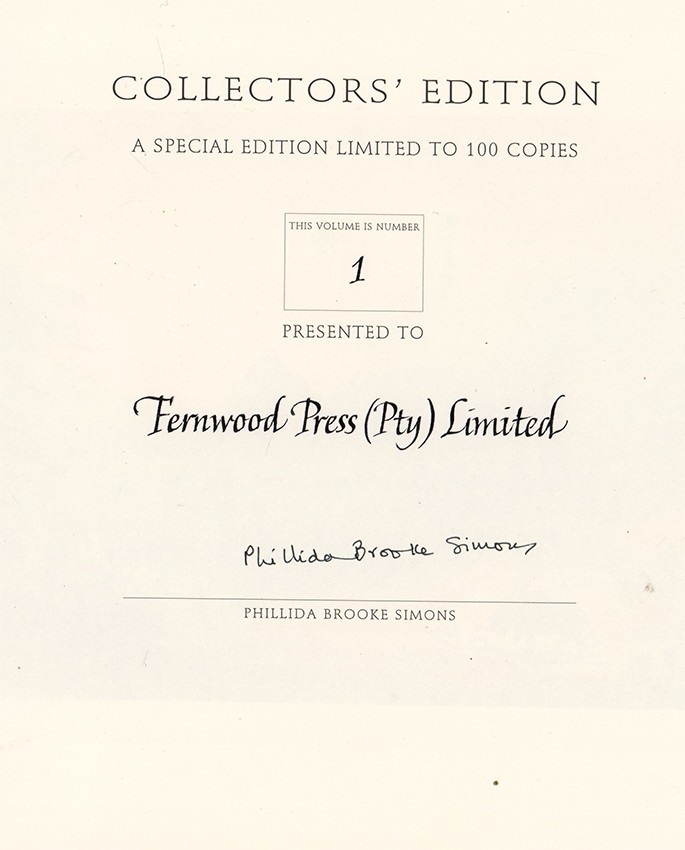 COLLECTORS' EDITION
A SPECIAL EDITION LIMITED TO 100 COPIES
THIS VOLUME IS NUMBER
1
PRESENTED TO
Fernwood Press (Pty) Limited
Phillida Brooke Simons
PHILLIDA BROOKE SIMONS